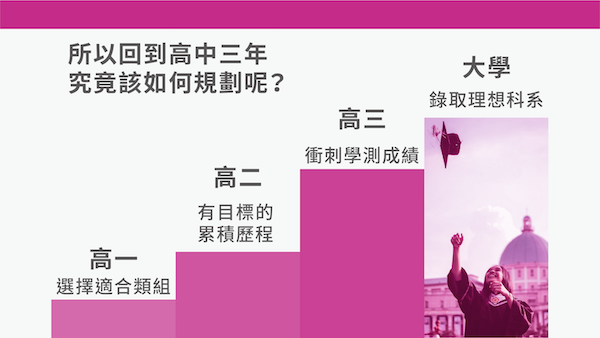 所以回到高中三年
究竟該如何規劃呢？
大學
錄取理想科系
高三
衝刺學測成績
高二
有目標的
累積歷程
高一
選擇適合類組